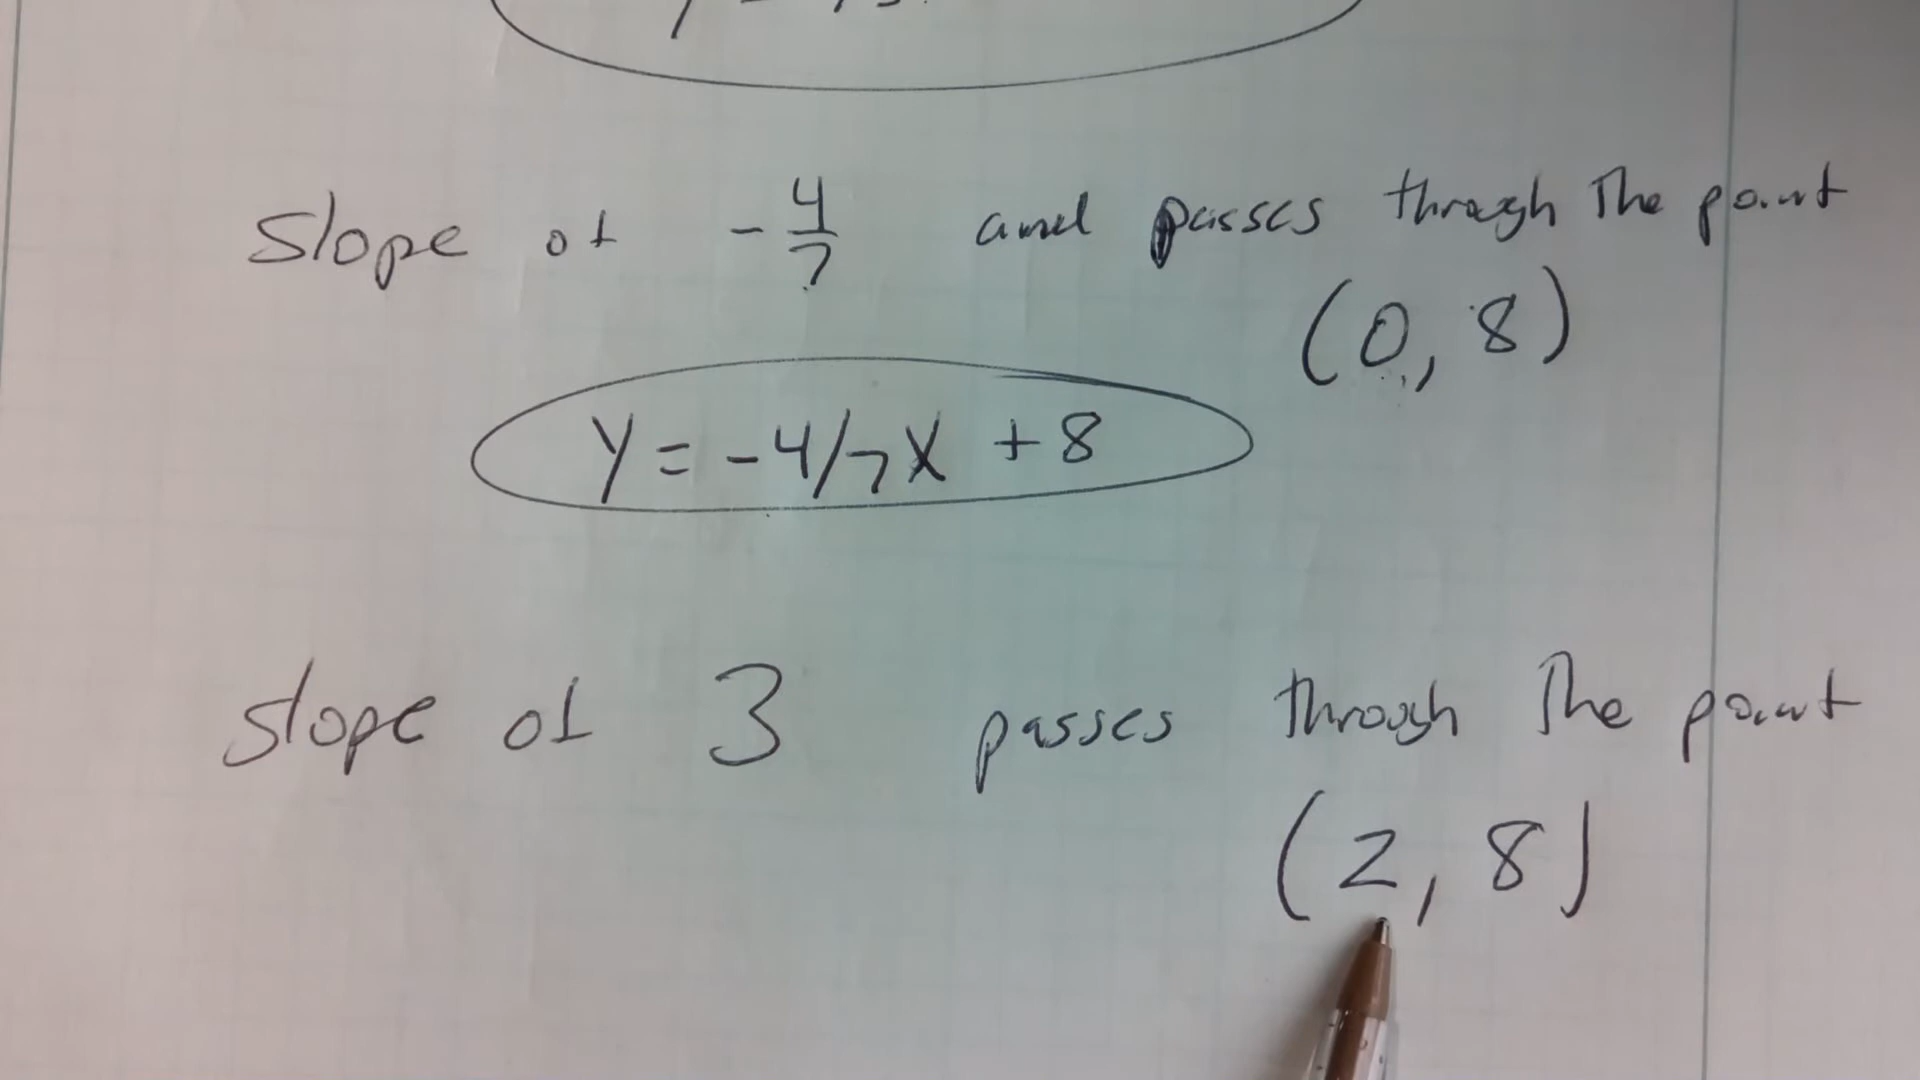 Slope of -4/7 and passes through The point
(0, 8)
y = -4/7x + 8
slope of 3 passes through The point
(2, 8)